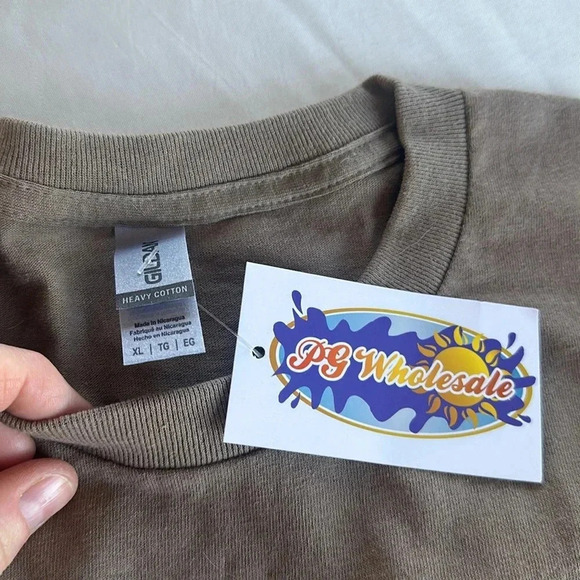 GILDAN
HEAVY COTTON
Made in Nicaragua
Fabriqué au Nicaragua
Hecho en Nicaragua
XL | TG | EG
PG Wholesale